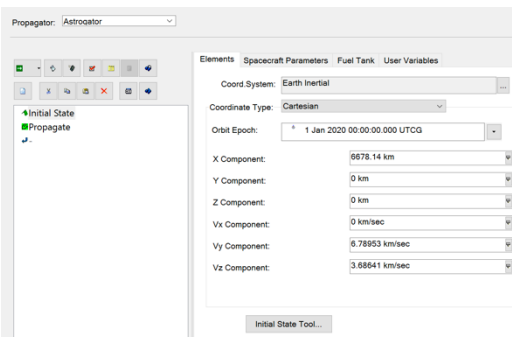 Propagator: Astrogator
Elements Spacecraft Parameters Fuel Tank User Variables
Coord.System: Earth Inertial ...
Coordinate Type: Cartesian
Orbit Epoch: 1 Jan 2020 00:00:00.000 UTCG
X Component: 6678.14 km
Y Component: 0 km
Z Component: 0 km
Vx Component: 0 km/sec
Vy Component: 6.78953 km/sec
Vz Component: 3.68641 km/sec
Initial State Tool...
Initial State
Propagate
-